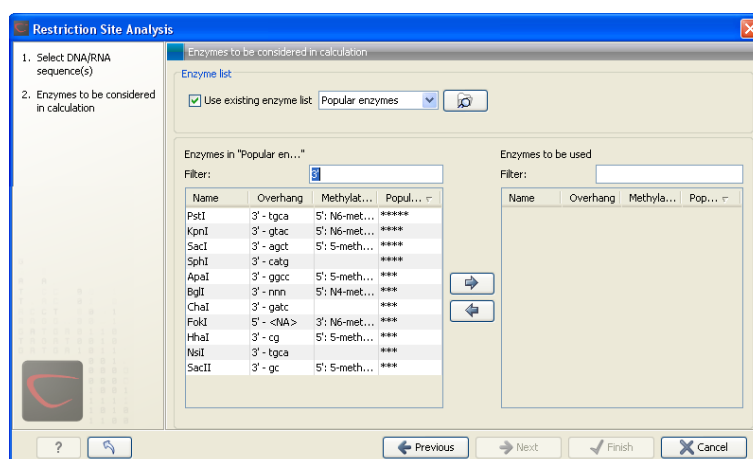 Restriction Site Analysis
1. Select DNA/RNA
sequence(s)
2. Enzymes to be considered
in calculation
Enzymes to be considered in calculation
Enzyme list
Use existing enzyme list Popular enzymes
Enzymes in "Popular en..."
Filter: 3'
Name Overhang Methylat... Popul...
PstI 3' - tgca 5': N6-met... *****
KpnI 3' - gtac 5': N6-met... ****
SacI 3' - agct 5': 5-meth... ****
SphI 3' - catg ****
ApaI 3' - ggcc 5': 5-meth... ***
BglI 3' - nnn 5': N4-met... ***
ChaI 3' - gatc ***
FokI 5' - <NA> 3': N6-met... ***
HhaI 3' - cg 5': 5-meth... ***
NsiI 3' - tgca ***
SacII 3' - gc 5': 5-meth... ***
Enzymes to be used
Filter:
Name Overhang Methyla... Pop...
? Previous Next Finish Cancel